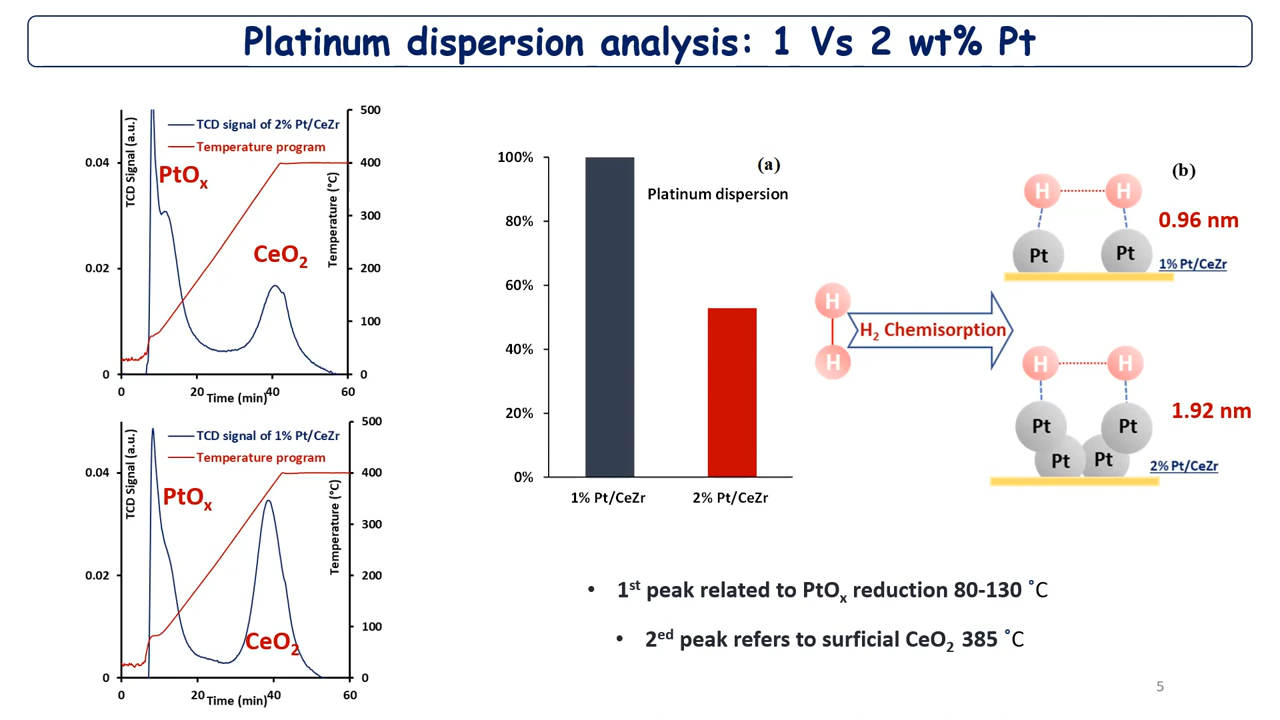 Platinum dispersion analysis: 1 Vs 2 wt% Pt
TCD signal of 2% Pt/CeZr
Temperature program
PtOx
CeO2
TCD Signal (a.u.)
Temperature (°C)
0.04
0.02
0
500
400
300
200
100
0
0
20
40
60
Time (min)
TCD signal of 1% Pt/CeZr
Temperature program
PtOx
CeO2
TCD Signal (a.u.)
Temperature (°C)
0.04
0.02
0
500
400
300
200
100
0
0
20
40
60
Time (min)
(a)
Platinum dispersion
100%
80%
60%
40%
20%
0%
1% Pt/CeZr
2% Pt/CeZr
(b)
H
H
H2 Chemisorption
H
H
Pt
Pt
0.96 nm
1% Pt/CeZr
H
H
Pt
Pt
Pt
Pt
1.92 nm
2% Pt/CeZr
• 1st peak related to PtOx reduction 80-130 °C
• 2ed peak refers to surficial CeO2 385 °C
5